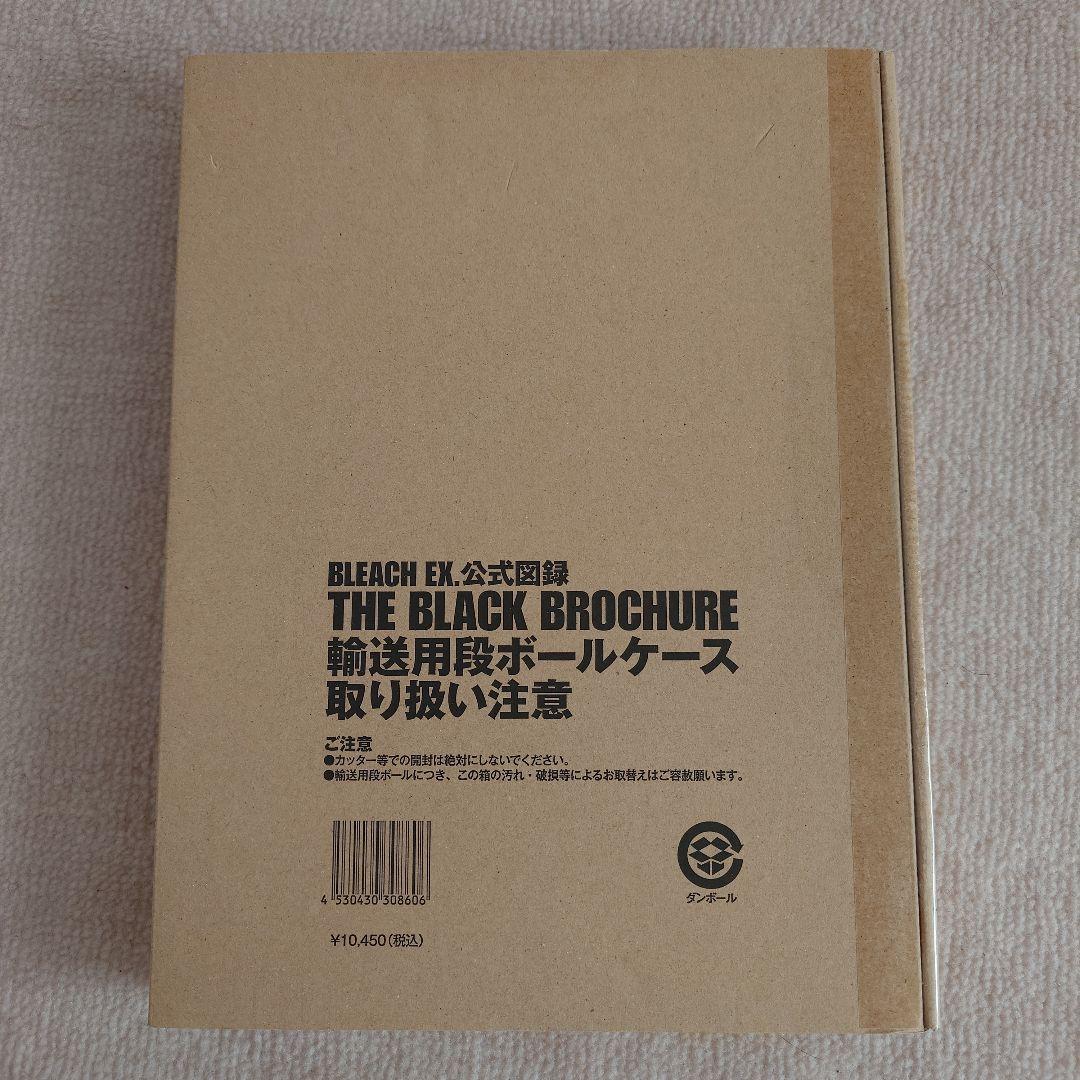 BLEACH EX.公式図録
THE BLACK BROCHURE
輸送用段ボールケース
取り扱い注意
ご注意
●カッター等での開封は絶対にしないでください。
●輸送用段ボールにつき、この箱の汚れ・破損等によるお取替えはご容赦願います。
4 530430 308606
ダンボール
¥10,450(税込)